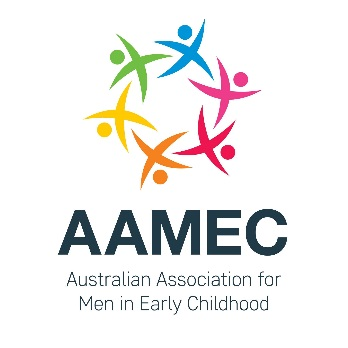 AAMEC
Australian Association for
Men in Early Childhood